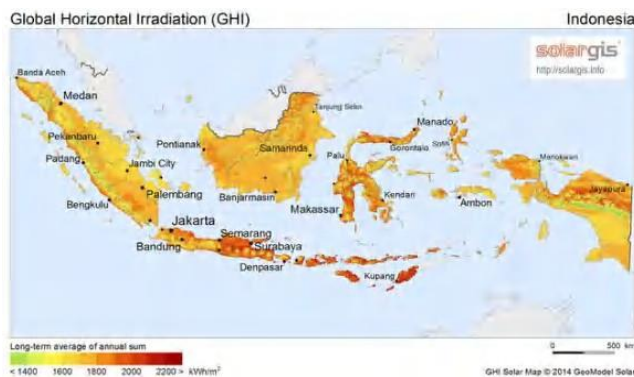 Global Horizontal Irradiation (GHI)
Indonesia
solargis
http://solargis.info
Banda Aceh
Medan
Tanjung Selor
Manado
Pekanbaru
Pontianak
Gorontalo
Sofifi
Samarinda
Palu
Manokwari
Padang
Jambi City
Jayapura
Palembang
Banjarmasin
Kendari
Bengkulu
Makassar
Ambon
Jakarta
Semarang
Bandung
Surabaya
Denpasar
Kupang
Long-term average of annual sum
< 1400 1600 1800 2000 2200 > kWh/m²
0 500 km
GHI Solar Map © 2014 GeoModel Solar